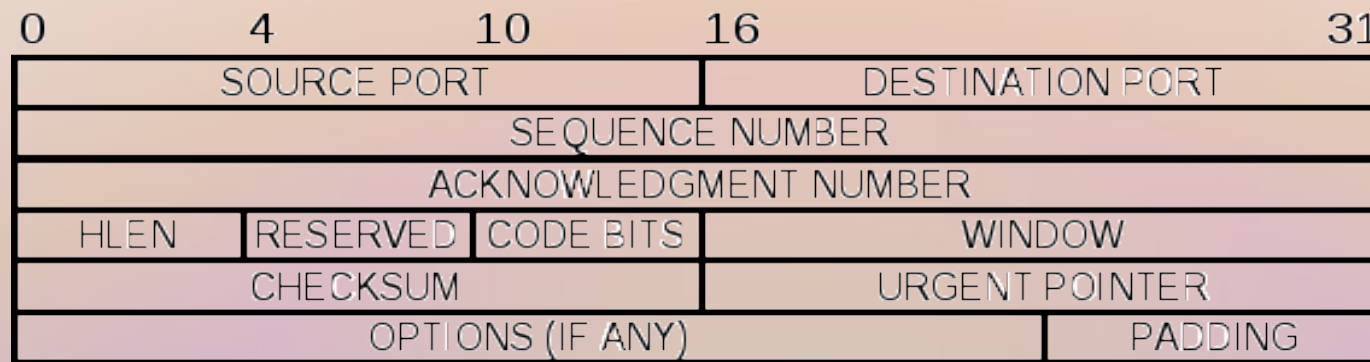 0 4 10 16 31
SOURCE PORT DESTINATION PORT
SEQUENCE NUMBER
ACKNOWLEDGMENT NUMBER
HLEN RESERVED CODE BITS WINDOW
CHECKSUM URGENT POINTER
OPTIONS (IF ANY) PADDING